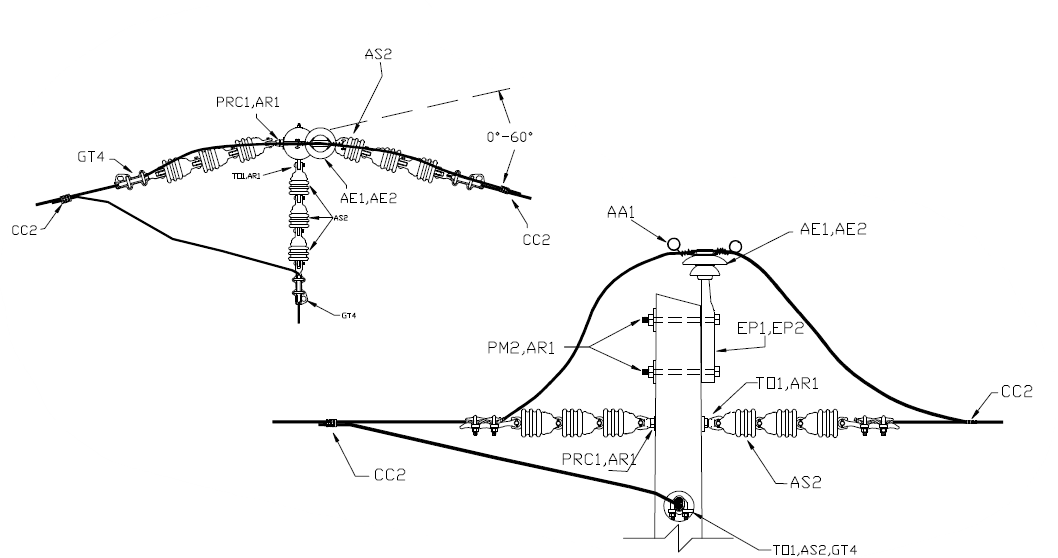 AS2
PRC1,AR1
0°-60°
GT4
TO1,AR1
AE1,AE2
AS2
CC2
CC2
GT4
AA1
AE1,AE2
EP1,EP2
PM2,AR1
TO1,AR1
CC2
PRC1,AR1
CC2
AS2
TO1,AS2,GT4